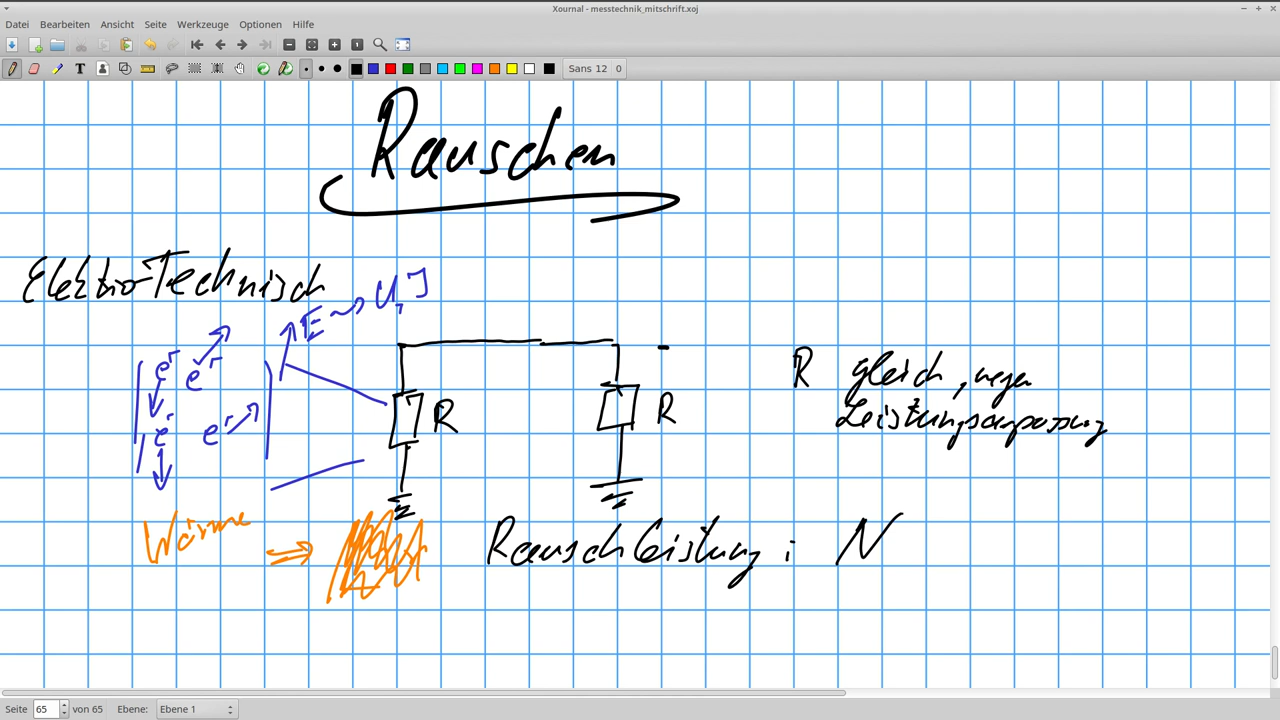 Xournal - messtechnik_mitschrift.xoj
Datei Bearbeiten Ansicht Seite Werkzeuge Optionen Hilfe
Sans 12 0
Rauschen
Elektro-Technisch
E ~> U, I
e⁻ e⁻
e⁻ e⁻
R
R
R gleich, wegen
Leistungsanpassung
Wärme ⇒
Rauschleistung : N
Seite 65 von 65 Ebene: Ebene 1